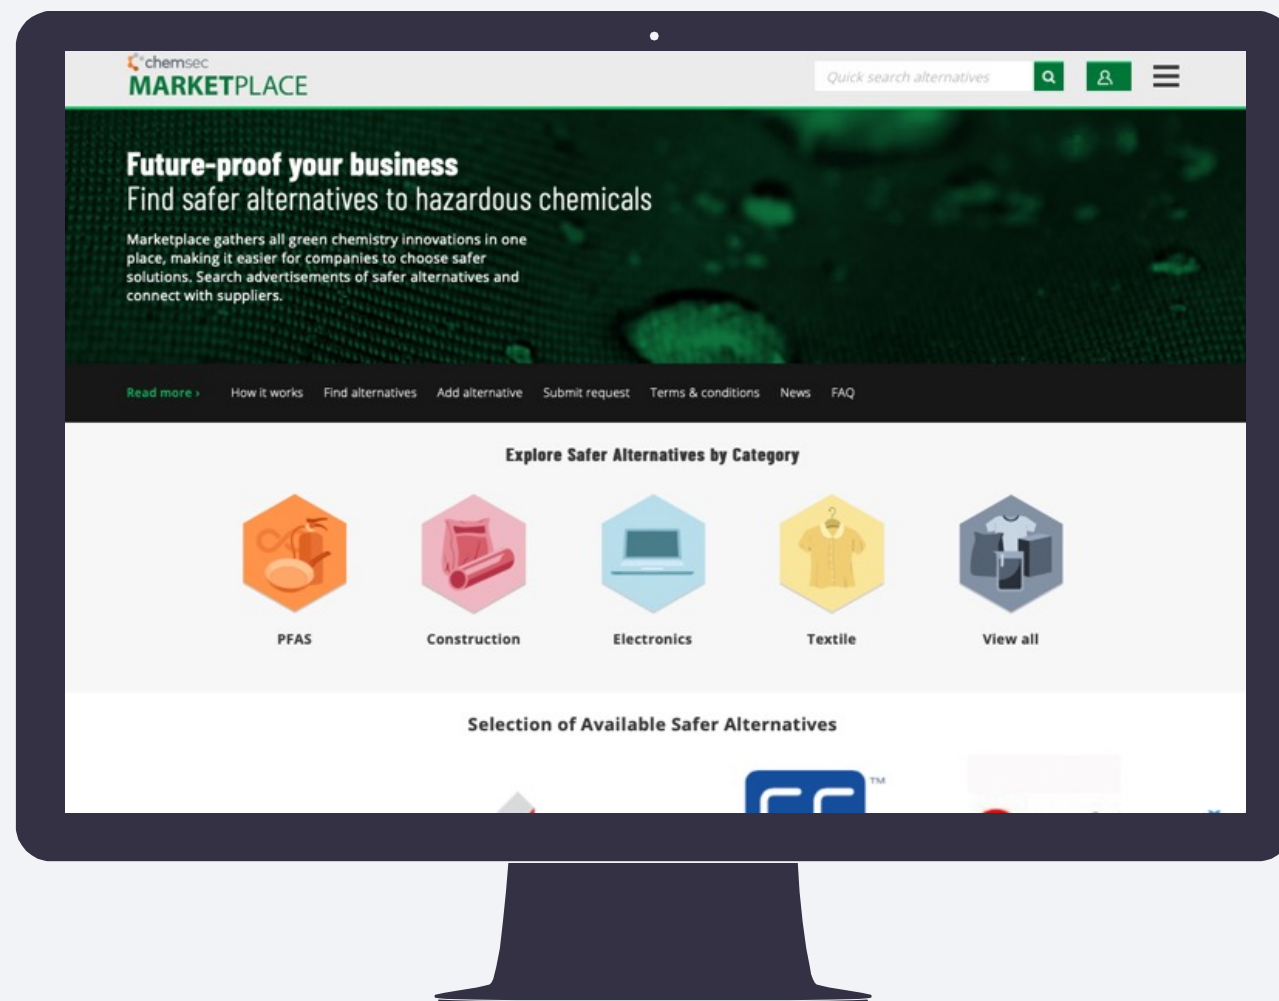 chemsec
MARKETPLACE
Quick search alternatives
Future-proof your business
Find safer alternatives to hazardous chemicals
Marketplace gathers all green chemistry innovations in one
place, making it easier for companies to choose safer
solutions. Search advertisements of safer alternatives and
connect with suppliers.
Read more › How it works Find alternatives Add alternative Submit request Terms & conditions News FAQ
Explore Safer Alternatives by Category
PFAS Construction Electronics Textile View all
Selection of Available Safer Alternatives
TM